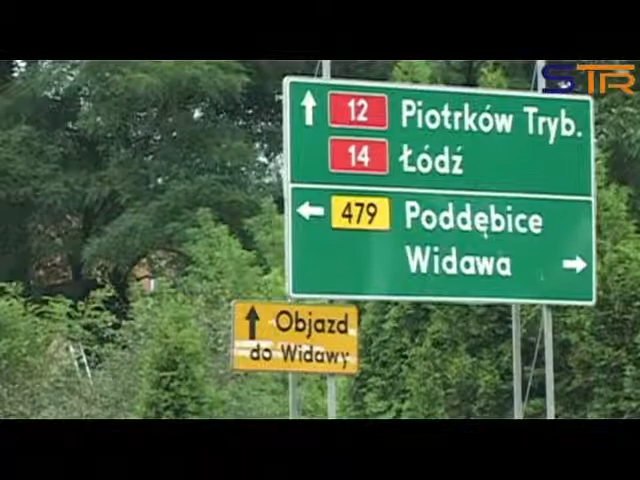 STR
12 Piotrków Tryb.
14 Łódź
479 Poddębice
Widawa
Objazd
do Widawy